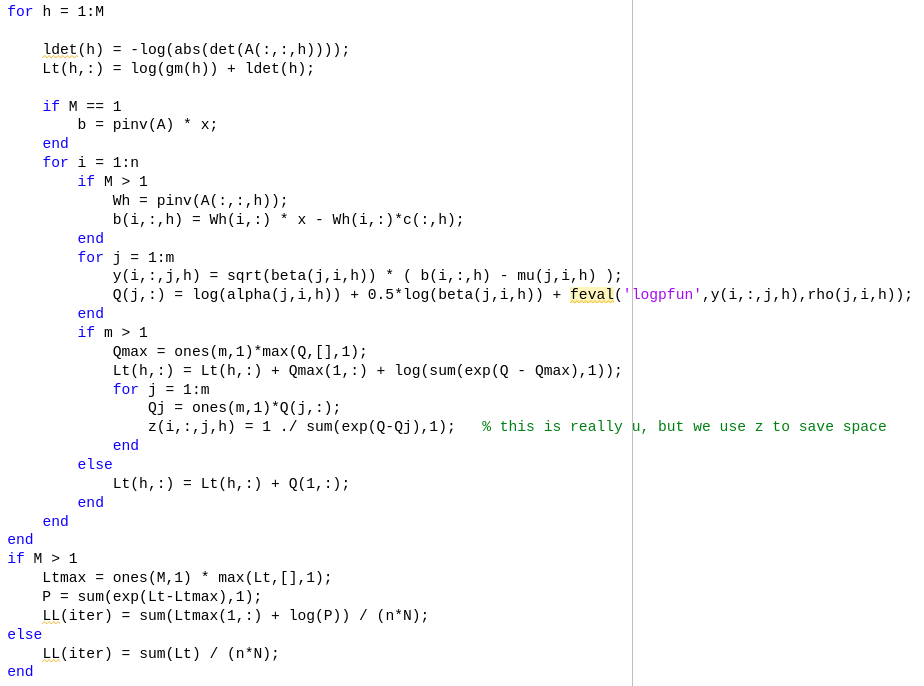 for h = 1:M

    ldet(h) = -log(abs(det(A(:,:,h))));
    Lt(h,:) = log(gm(h)) + ldet(h);

    if M == 1
        b = pinv(A) * x;
    end
    for i = 1:n
        if M > 1
            Wh = pinv(A(:,:,h));
            b(i,:,h) = Wh(i,:) * x - Wh(i,:)*c(:,h);
        end
        for j = 1:m
            y(i,:,j,h) = sqrt(beta(j,i,h)) * ( b(i,:,h) - mu(j,i,h) );
            Q(j,:) = log(alpha(j,i,h)) + 0.5*log(beta(j,i,h)) + feval('logpfun',y(i,:,j,h),rho(j,i,h));
        end
        if m > 1
            Qmax = ones(m,1)*max(Q,[],1);
            Lt(h,:) = Lt(h,:) + Qmax(1,:) + log(sum(exp(Q - Qmax),1));
            for j = 1:m
                Qj = ones(m,1)*Q(j,:);
                z(i,:,j,h) = 1 ./ sum(exp(Q-Qj),1);   % this is really u, but we use z to save space
            end
        else
            Lt(h,:) = Lt(h,:) + Q(1,:);
        end
    end
end
if M > 1
    Ltmax = ones(M,1) * max(Lt,[],1);
    P = sum(exp(Lt-Ltmax),1);
    LL(iter) = sum(Ltmax(1,:) + log(P)) / (n*N);
else
    LL(iter) = sum(Lt) / (n*N);
end